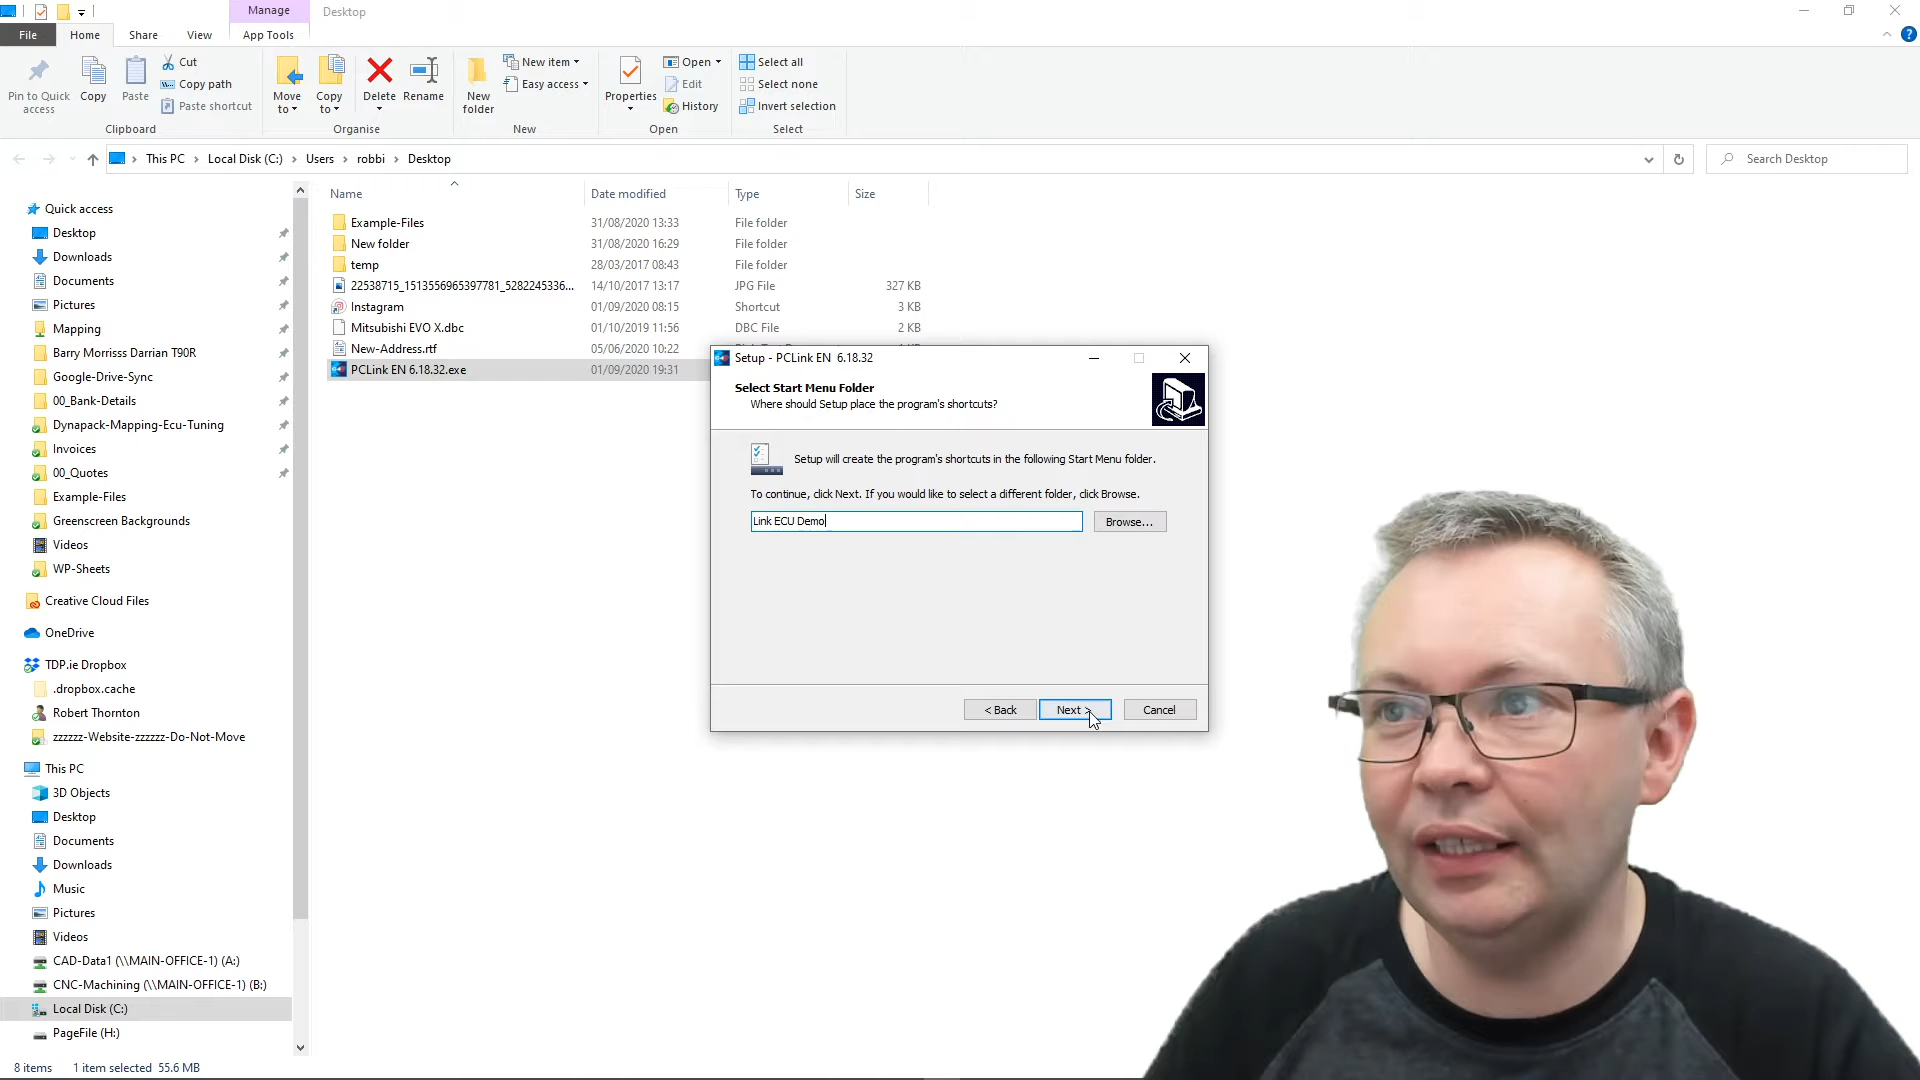 Manage
Desktop
File
Home
Share
View
App Tools
Pin to Quick
access
Copy
Paste
Cut
Copy path
Paste shortcut
Clipboard
Move
to
Copy
to
Delete
Rename
Organise
New
folder
New item
Easy access
New
Properties
Open
Edit
History
Open
Select all
Select none
Invert selection
Select
This PC > Local Disk (C:) > Users > robbi > Desktop
Search Desktop
Name Date modified Type Size
Example-Files 31/08/2020 13:33 File folder
New folder 31/08/2020 16:29 File folder
temp 28/03/2017 08:43 File folder
22538715_1513556965397781_5282245336... 14/10/2017 13:17 JPG File 327 KB
Instagram 01/09/2020 08:15 Shortcut 3 KB
Mitsubishi EVO X.dbc 01/10/2019 11:56 DBC File 2 KB
New-Address.rtf 05/06/2020 10:22
PCLink EN 6.18.32.exe 01/09/2020 19:31
Quick access
Desktop
Downloads
Documents
Pictures
Mapping
Barry Morrisss Darrian T90R
Google-Drive-Sync
00_Bank-Details
Dynapack-Mapping-Ecu-Tuning
Invoices
00_Quotes
Example-Files
Greenscreen Backgrounds
Videos
WP-Sheets
Creative Cloud Files
OneDrive
TDP.ie Dropbox
.dropbox.cache
Robert Thornton
zzzzzz-Website-zzzzzz-Do-Not-Move
This PC
3D Objects
Desktop
Documents
Downloads
Music
Pictures
Videos
CAD-Data1 (\\MAIN-OFFICE-1) (A:)
CNC-Machining (\\MAIN-OFFICE-1) (B:)
Local Disk (C:)
PageFile (H:)
8 items 1 item selected 55.6 MB
Setup - PCLink EN 6.18.32
Select Start Menu Folder
Where should Setup place the program's shortcuts?
Setup will create the program's shortcuts in the following Start Menu folder.
To continue, click Next. If you would like to select a different folder, click Browse.
Link ECU Demo
Browse...
< Back
Next >
Cancel